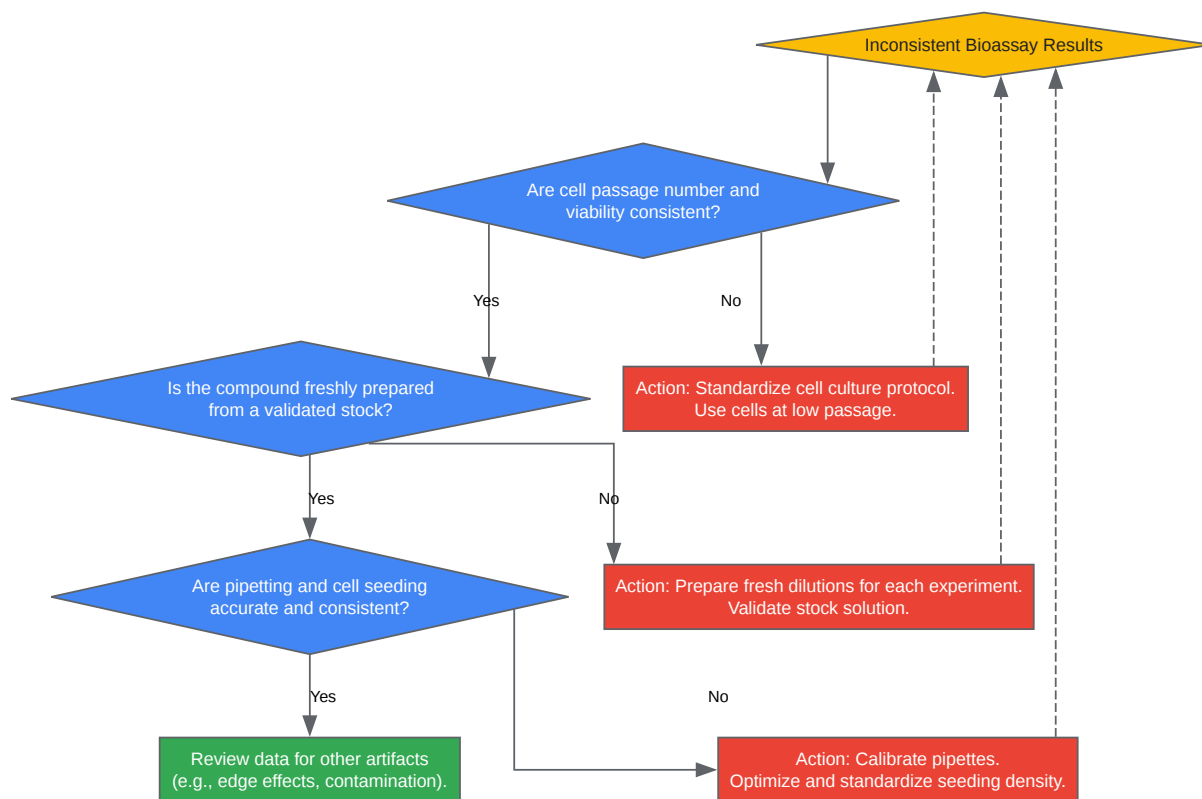 Inconsistent Bioassay Results
Are cell passage number and
viability consistent?
Yes
No
Is the compound freshly prepared
from a validated stock?
Action: Standardize cell culture protocol.
Use cells at low passage.
Yes
No
Are pipetting and cell seeding
accurate and consistent?
Action: Prepare fresh dilutions for each experiment.
Validate stock solution.
Yes
No
Review data for other artifacts
(e.g., edge effects, contamination).
Action: Calibrate pipettes.
Optimize and standardize seeding density.